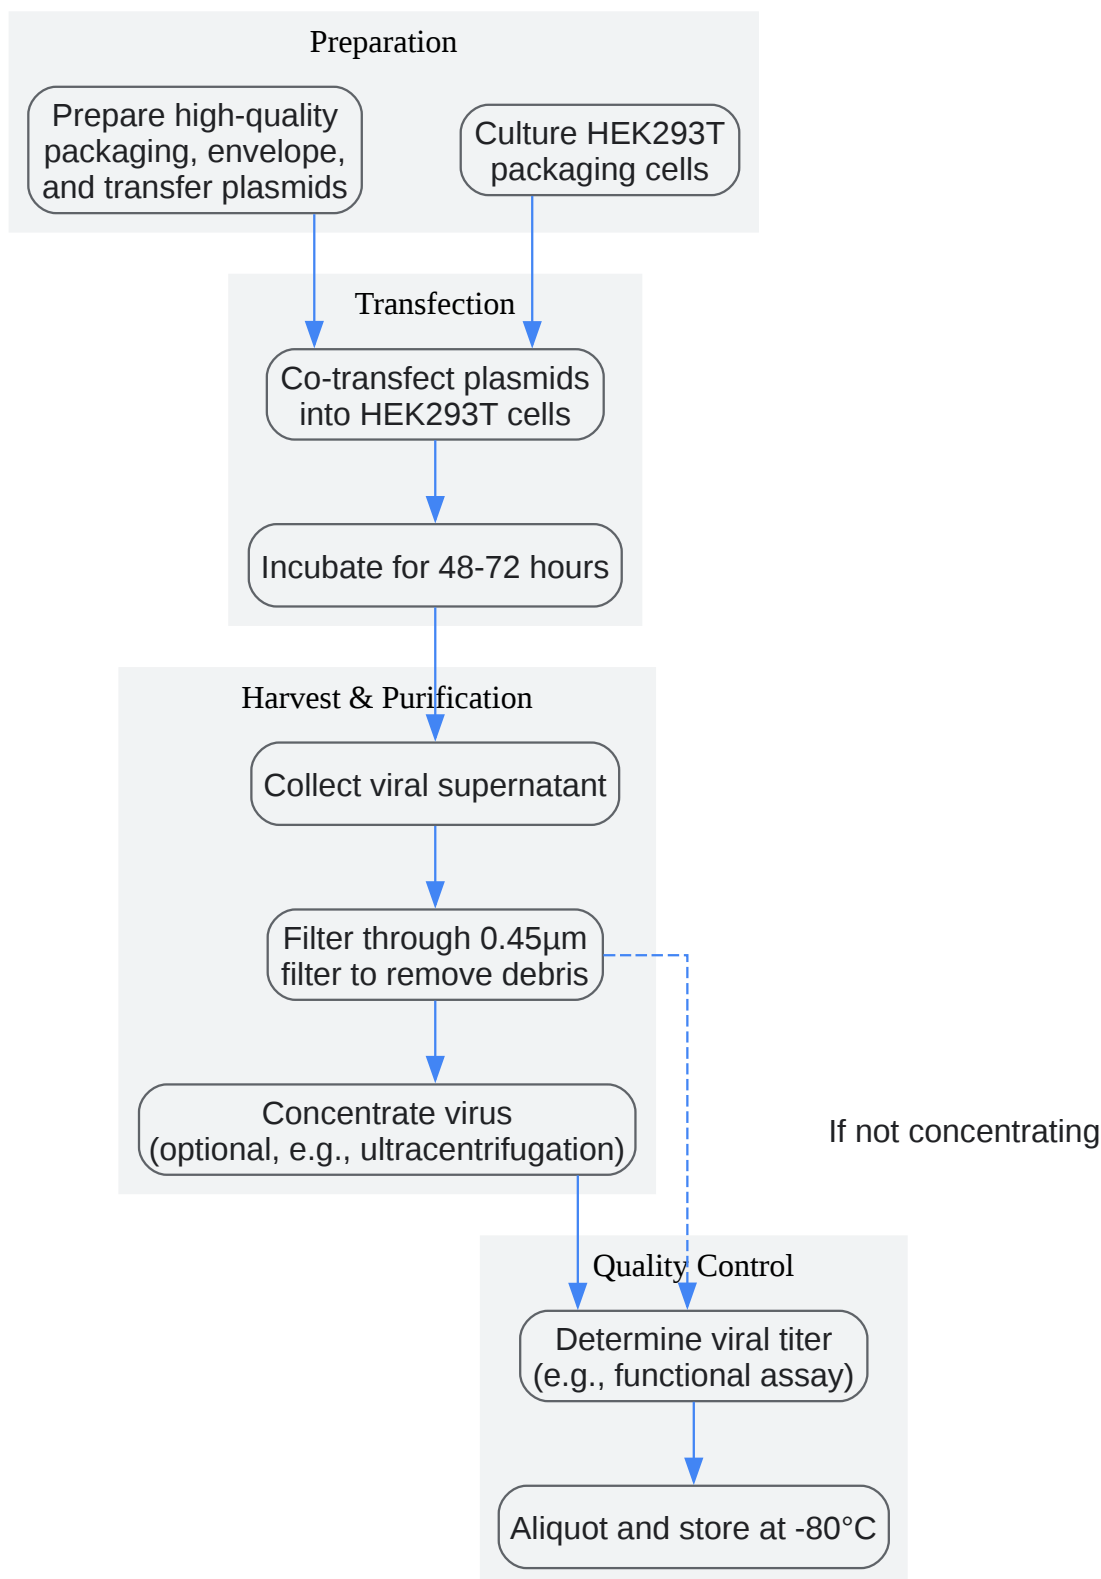 Preparation
Prepare high-quality
packaging, envelope,
and transfer plasmids
Culture HEK293T
packaging cells
Transfection
Co-transfect plasmids
into HEK293T cells
Incubate for 48-72 hours
Harvest & Purification
Collect viral supernatant
Filter through 0.45µm
filter to remove debris
Concentrate virus
(optional, e.g., ultracentrifugation)
If not concentrating
Quality Control
Determine viral titer
(e.g., functional assay)
Aliquot and store at -80°C